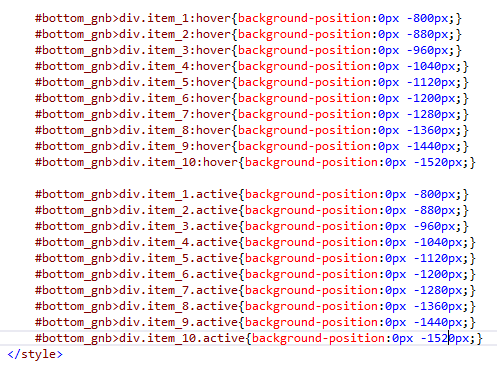 #bottom_gnb>div.item_1:hover{background-position:0px -800px;}
#bottom_gnb>div.item_2:hover{background-position:0px -880px;}
#bottom_gnb>div.item_3:hover{background-position:0px -960px;}
#bottom_gnb>div.item_4:hover{background-position:0px -1040px;}
#bottom_gnb>div.item_5:hover{background-position:0px -1120px;}
#bottom_gnb>div.item_6:hover{background-position:0px -1200px;}
#bottom_gnb>div.item_7:hover{background-position:0px -1280px;}
#bottom_gnb>div.item_8:hover{background-position:0px -1360px;}
#bottom_gnb>div.item_9:hover{background-position:0px -1440px;}
#bottom_gnb>div.item_10:hover{background-position:0px -1520px;}

#bottom_gnb>div.item_1.active{background-position:0px -800px;}
#bottom_gnb>div.item_2.active{background-position:0px -880px;}
#bottom_gnb>div.item_3.active{background-position:0px -960px;}
#bottom_gnb>div.item_4.active{background-position:0px -1040px;}
#bottom_gnb>div.item_5.active{background-position:0px -1120px;}
#bottom_gnb>div.item_6.active{background-position:0px -1200px;}
#bottom_gnb>div.item_7.active{background-position:0px -1280px;}
#bottom_gnb>div.item_8.active{background-position:0px -1360px;}
#bottom_gnb>div.item_9.active{background-position:0px -1440px;}
#bottom_gnb>div.item_10.active{background-position:0px -1520px;}
</style>